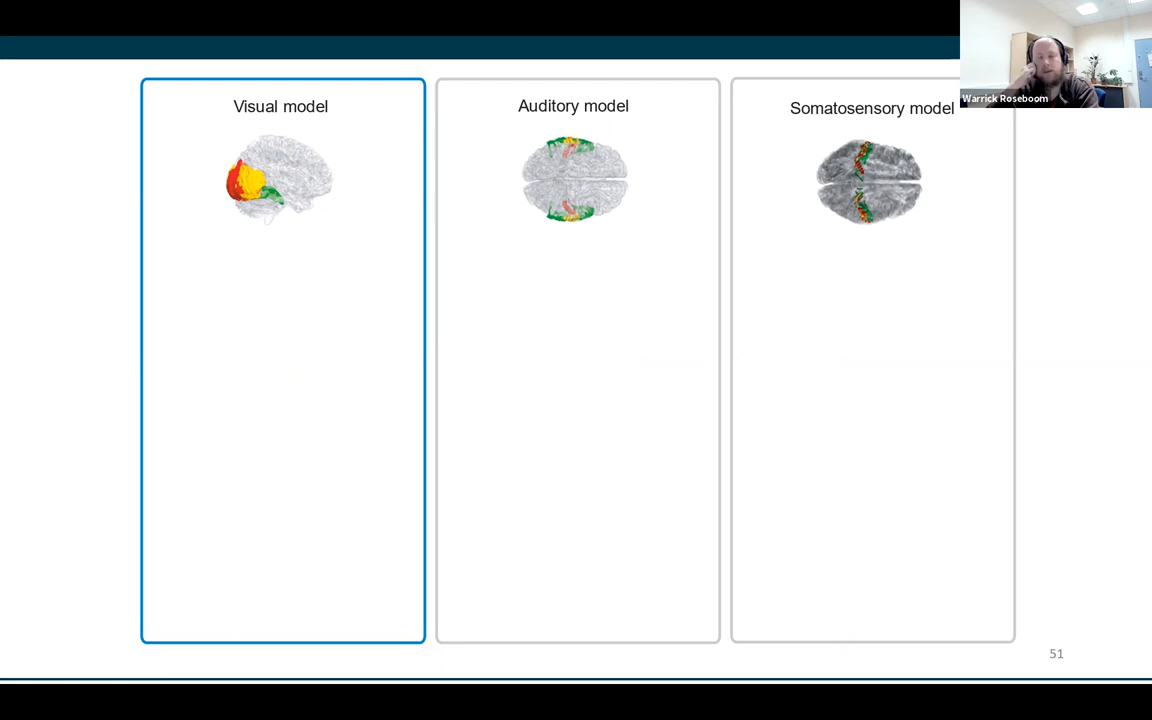 Visual model
Auditory model
Somatosensory model
Warrick Roseboom
51